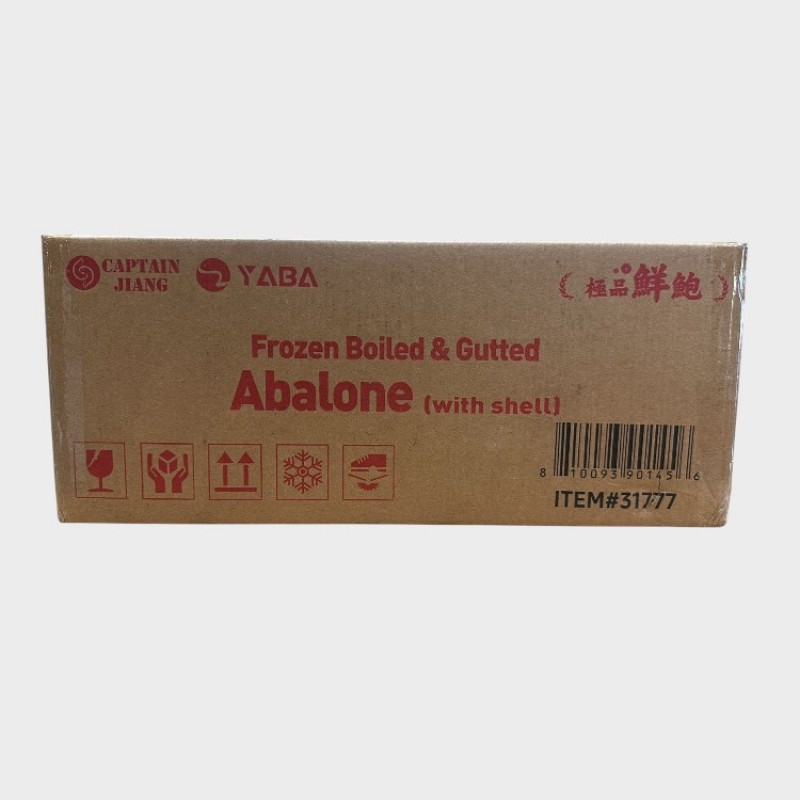 CAPTAIN
JIANG
YABA
極品鮮鮑
Frozen Boiled & Gutted
Abalone (with shell)
8 10093 90145 6
ITEM#31777